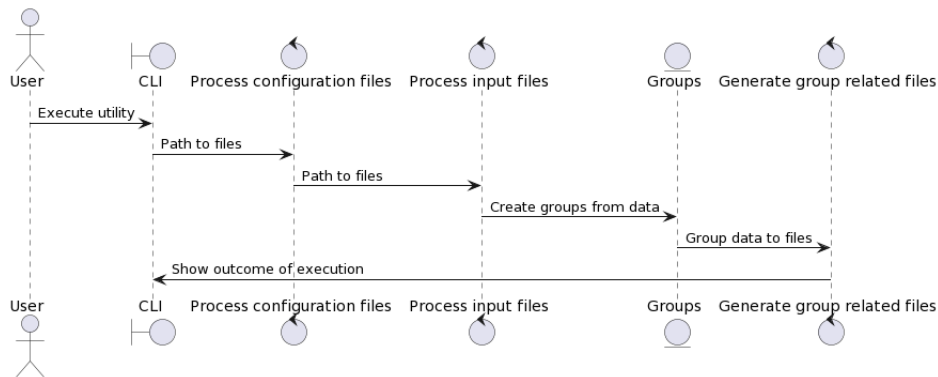 User CLI Process configuration files Process input files Groups Generate group related files
Execute utility
Path to files
Path to files
Create groups from data
Group data to files
Show outcome of execution
User CLI Process configuration files Process input files Groups Generate group related files